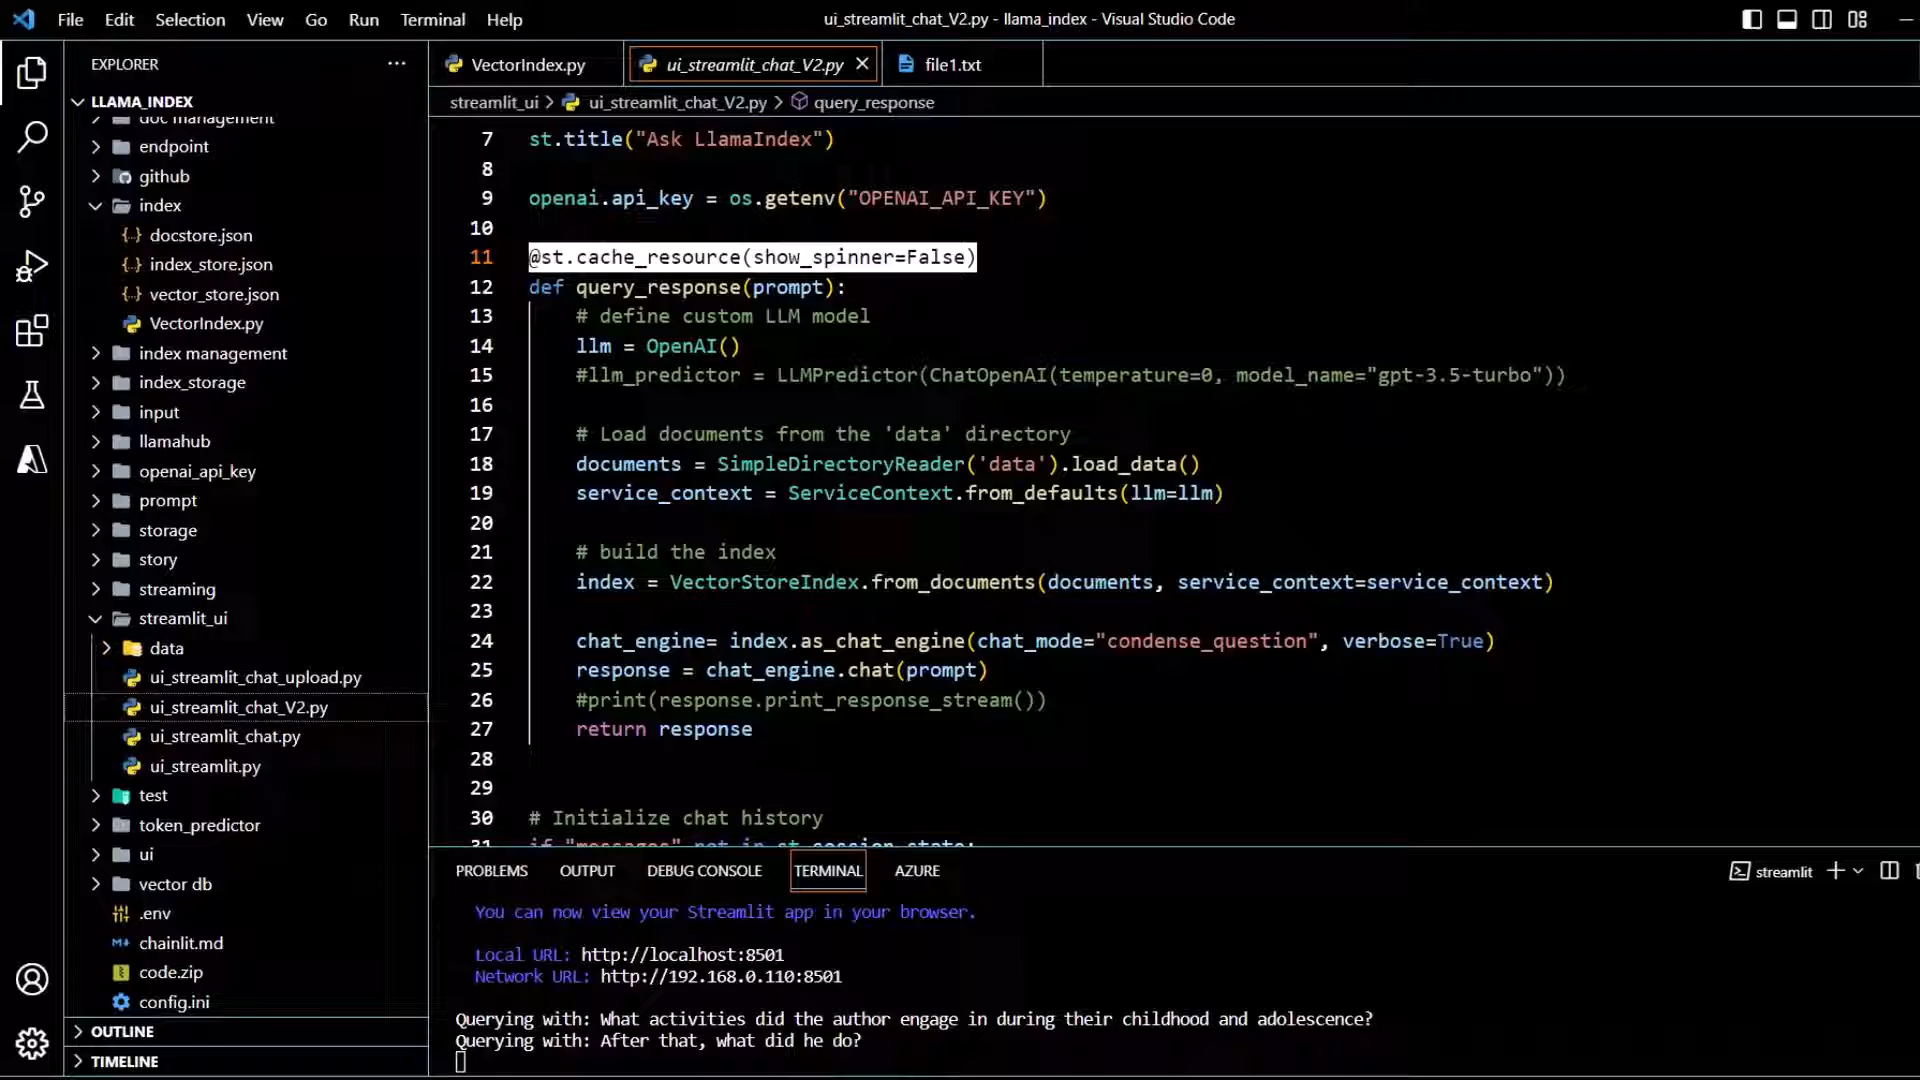 File Edit Selection View Go Run Terminal Help
ui_streamlit_chat_V2.py - llama_index - Visual Studio Code
EXPLORER
LLAMA_INDEX
doc management
endpoint
github
index
docstore.json
index_store.json
vector_store.json
VectorIndex.py
index management
index_storage
input
llamahub
openai_api_key
prompt
storage
story
streaming
streamlit_ui
data
ui_streamlit_chat_upload.py
ui_streamlit_chat_V2.py
ui_streamlit_chat.py
ui_streamlit.py
test
token_predictor
ui
vector db
.env
chainlit.md
code.zip
config.ini
OUTLINE
TIMELINE
VectorIndex.py ui_streamlit_chat_V2.py file1.txt
streamlit_ui > ui_streamlit_chat_V2.py > query_response
7 st.title("Ask LlamaIndex")
8
9 openai.api_key = os.getenv("OPENAI_API_KEY")
10
11 @st.cache_resource(show_spinner=False)
12 def query_response(prompt):
13 # define custom LLM model
14 llm = OpenAI()
15 #llm_predictor = LLMPredictor(ChatOpenAI(temperature=0, model_name="gpt-3.5-turbo"))
16
17 # Load documents from the 'data' directory
18 documents = SimpleDirectoryReader('data').load_data()
19 service_context = ServiceContext.from_defaults(llm=llm)
20
21 # build the index
22 index = VectorStoreIndex.from_documents(documents, service_context=service_context)
23
24 chat_engine= index.as_chat_engine(chat_mode="condense_question", verbose=True)
25 response = chat_engine.chat(prompt)
26 #print(response.print_response_stream())
27 return response
28
29
30 # Initialize chat history
31 if "messages" not in st.session_state:
PROBLEMS OUTPUT DEBUG CONSOLE TERMINAL AZURE
streamlit
You can now view your Streamlit app in your browser.
Local URL: http://localhost:8501
Network URL: http://192.168.0.110:8501
Querying with: What activities did the author engage in during their childhood and adolescence?
Querying with: After that, what did he do?